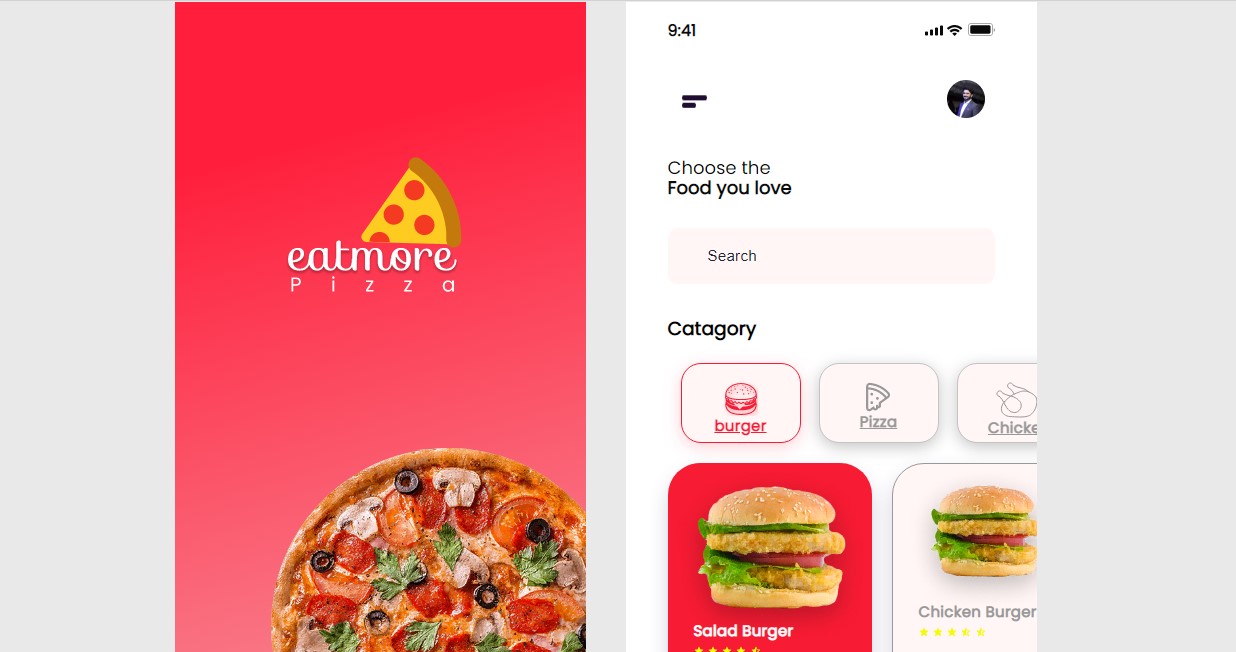 eatmore
Pizza
9:41
Choose the
Food you love
Search
Catagory
burger
Pizza
Chicke
Salad Burger
Chicken Burger